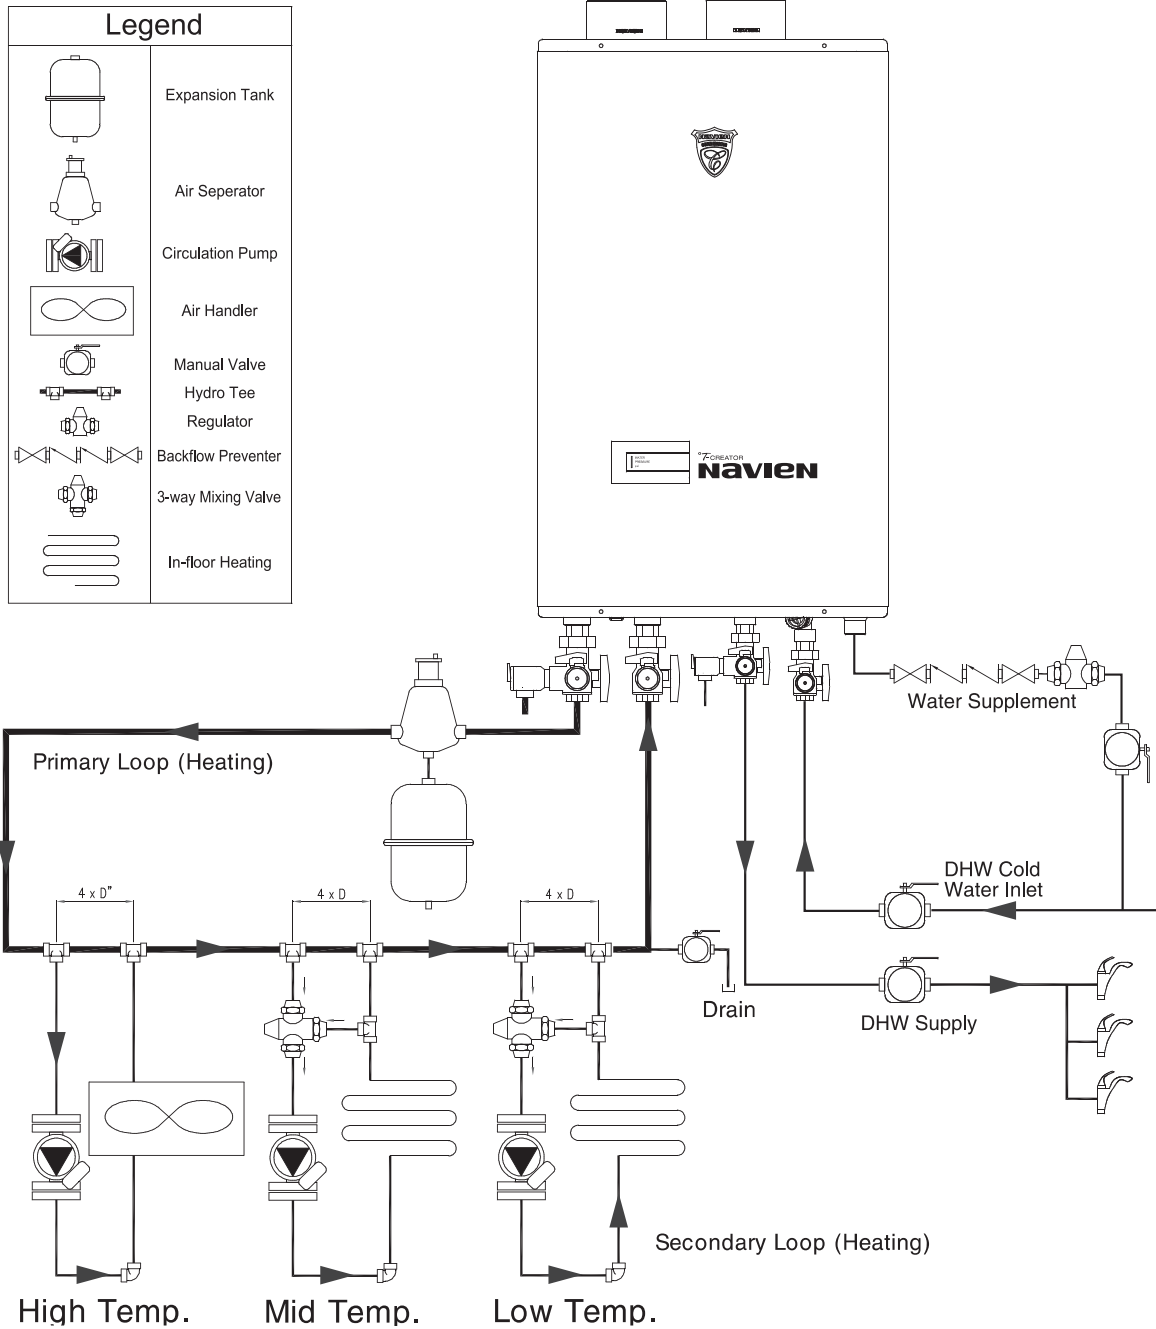 Legend
Expansion Tank
Air Seperator
Circulation Pump
Air Handler
Manual Valve
Hydro Tee
Regulator
Backflow Preventer
3-way Mixing Valve
In-floor Heating
WATER
PRESSURE
CREATOR
NAVIEN
Water Supplement
Primary Loop (Heating)
4 x D"
4 x D
4 x D
DHW Cold
Water Inlet
Drain
DHW Supply
Secondary Loop (Heating)
High Temp.
Mid Temp.
Low Temp.